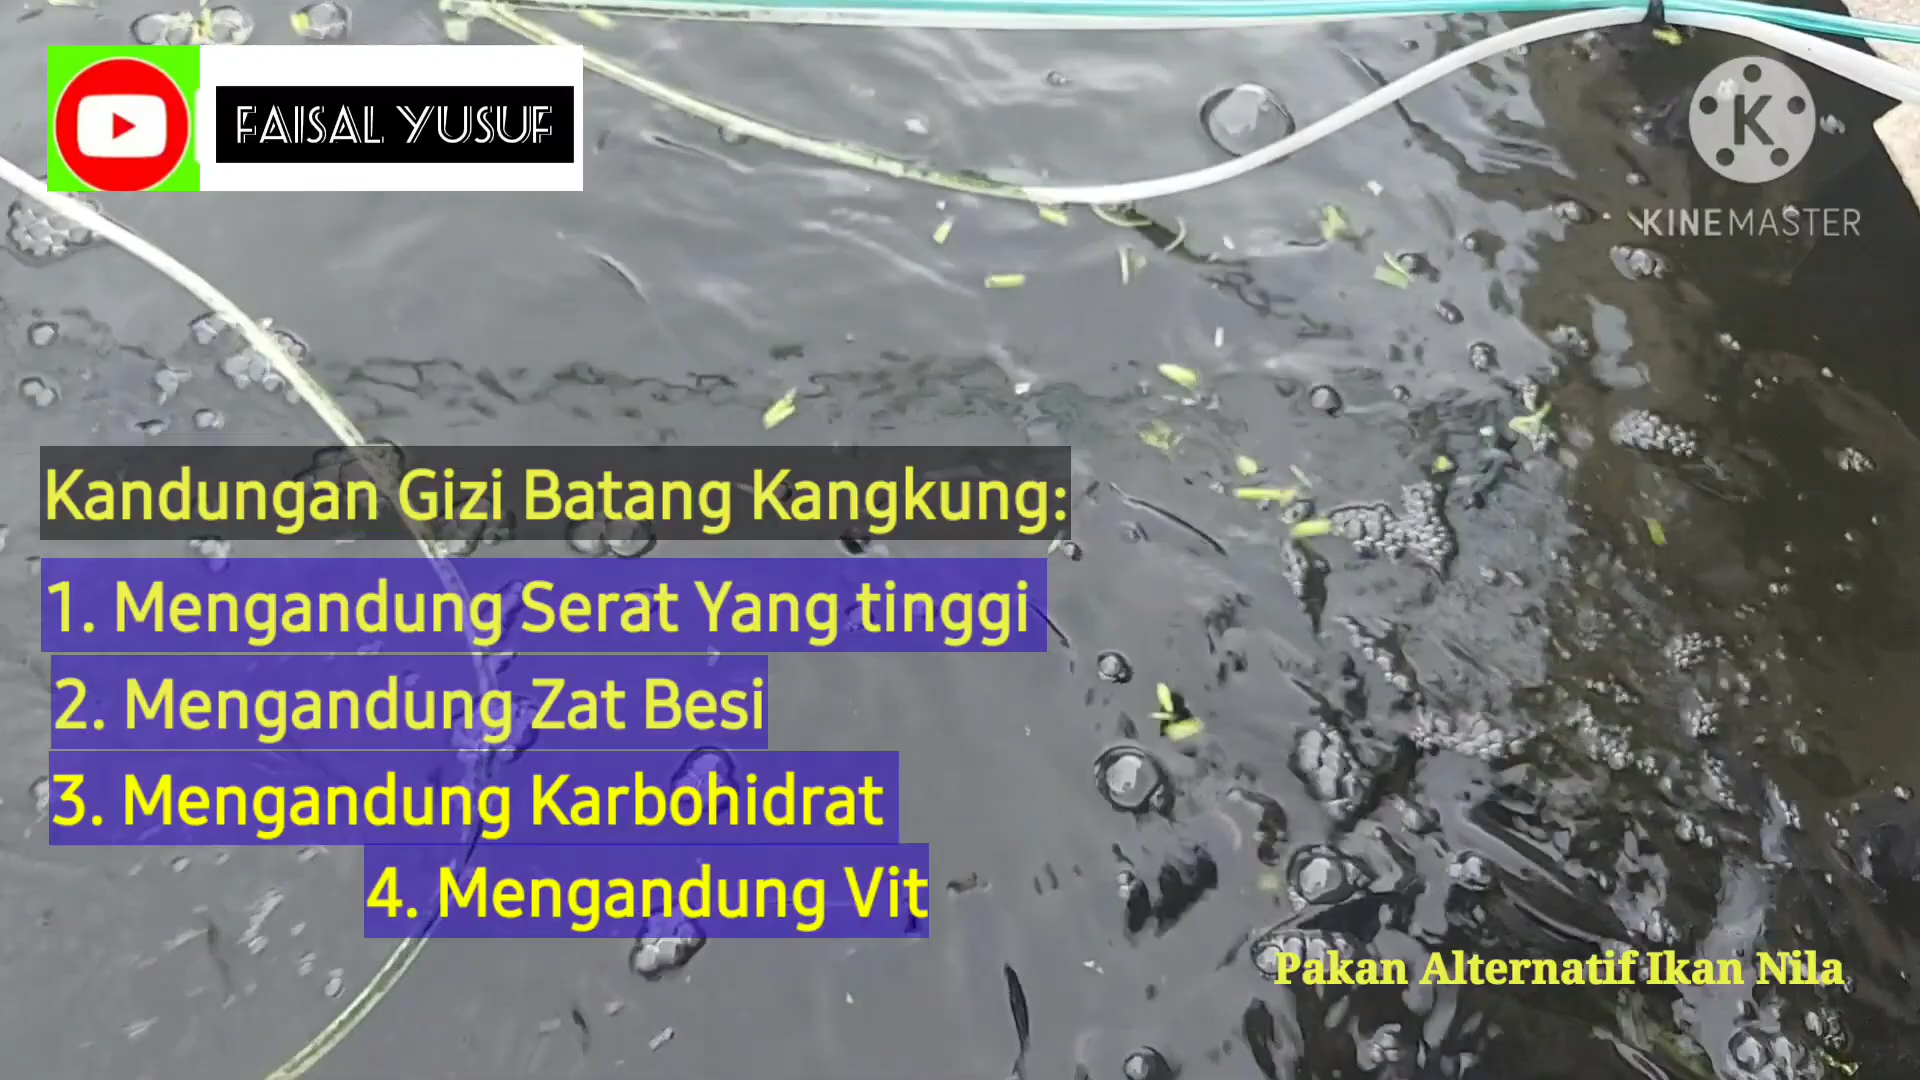 FAISAL YUSUF
K
KINEMASTER
Kandungan Gizi Batang Kangkung:
1. Mengandung Serat Yang tinggi
2. Mengandung Zat Besi
3. Mengandung Karbohidrat
4. Mengandung Vit
Pakan Alternatif Ikan Nila